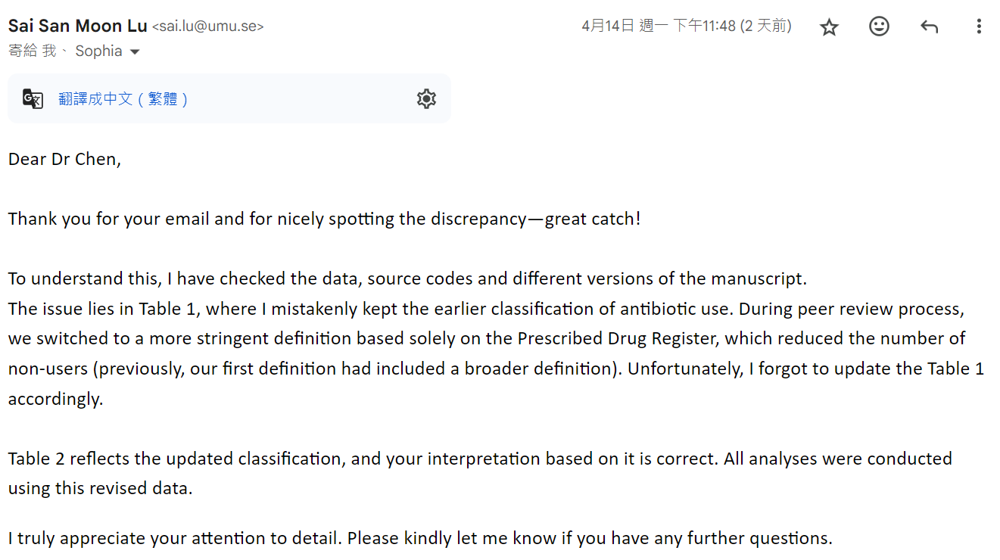 Sai San Moon Lu <sai.lu@umu.se>
4月14日 週一 下午11:48 (2 天前)
寄給 我、 Sophia
翻譯成中文 ( 繁體 )
Dear Dr Chen,
Thank you for your email and for nicely spotting the discrepancy—great catch!
To understand this, I have checked the data, source codes and different versions of the manuscript.
The issue lies in Table 1, where I mistakenly kept the earlier classification of antibiotic use. During peer review process,
we switched to a more stringent definition based solely on the Prescribed Drug Register, which reduced the number of
non-users (previously, our first definition had included a broader definition). Unfortunately, I forgot to update the Table 1
accordingly.
Table 2 reflects the updated classification, and your interpretation based on it is correct. All analyses were conducted
using this revised data.
I truly appreciate your attention to detail. Please kindly let me know if you have any further questions.